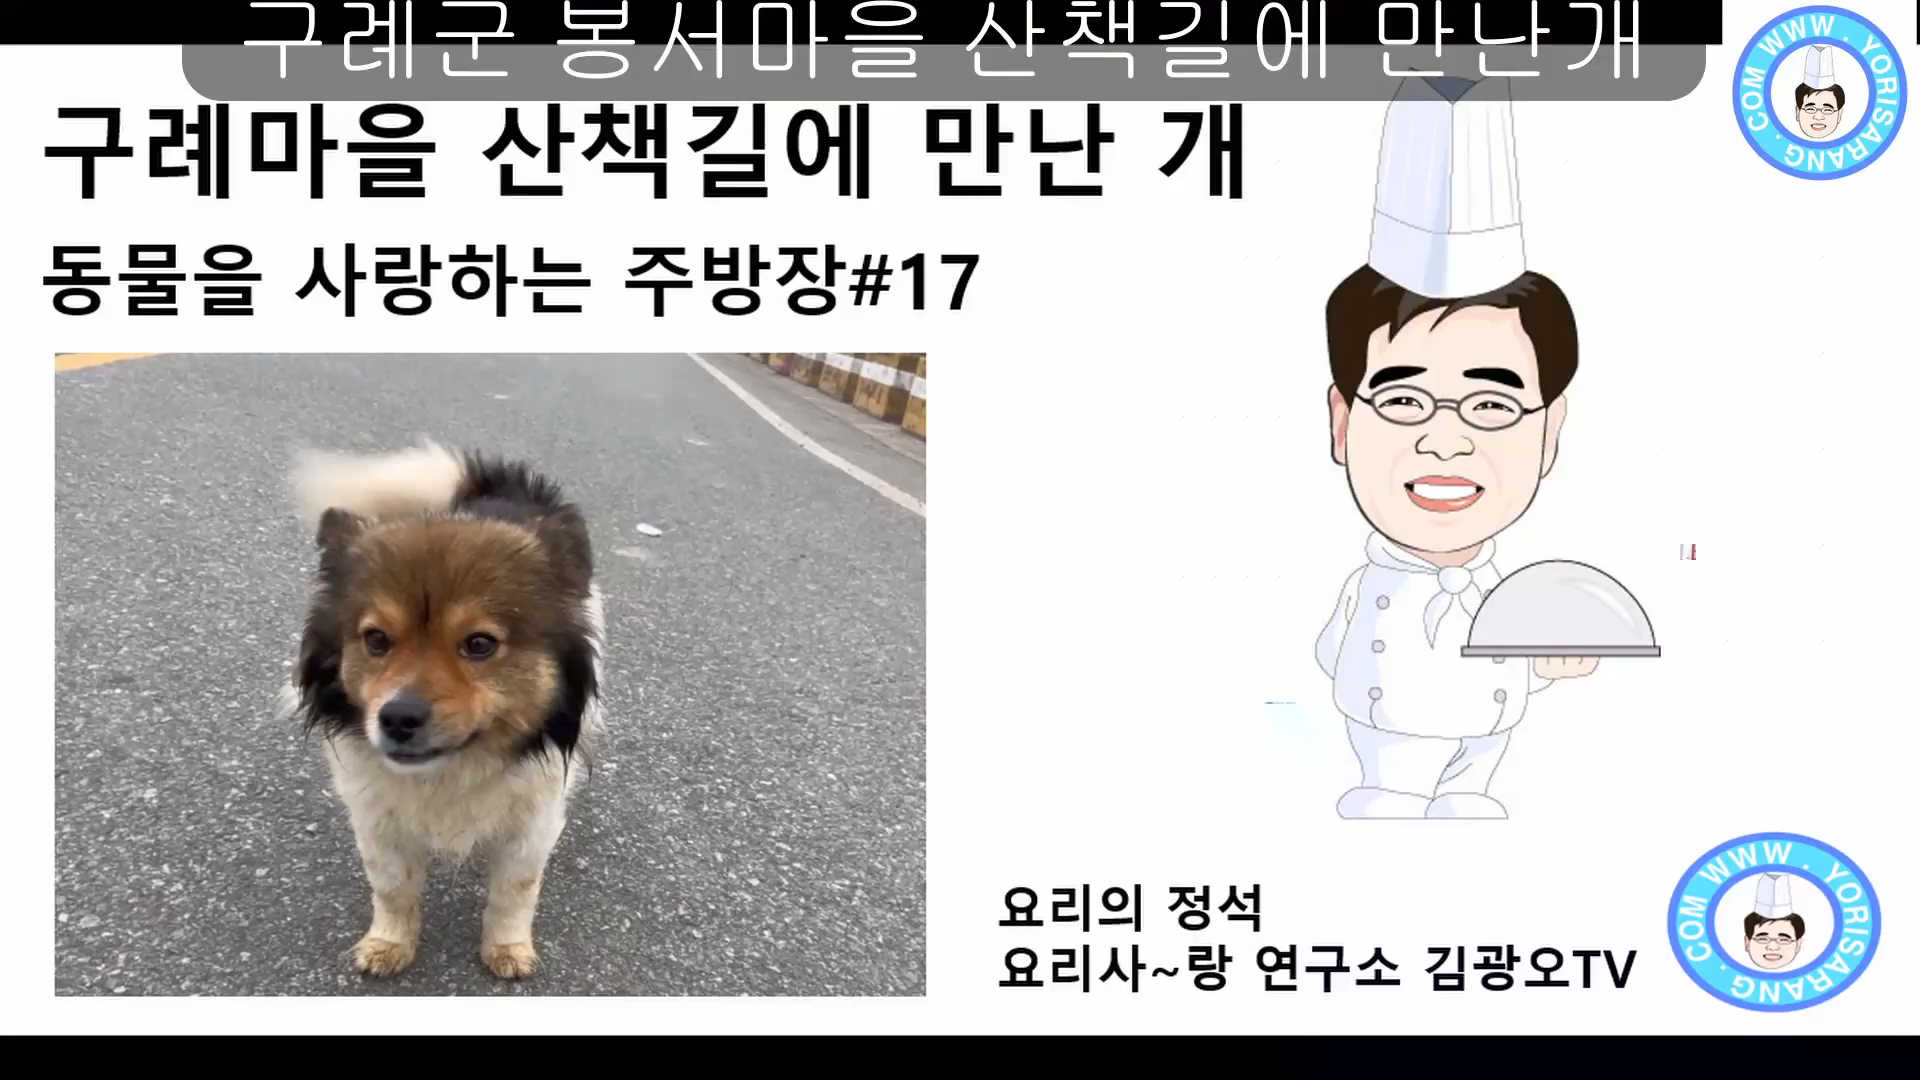 구례군 봉서마을 산책길에 만난개
WWW.YORISARANG.COM
구례마을 산책길에 만난 개
동물을 사랑하는 주방장#17
요리의 정석
요리사~랑 연구소 김광오TV
WWW.YORISARANG.COM